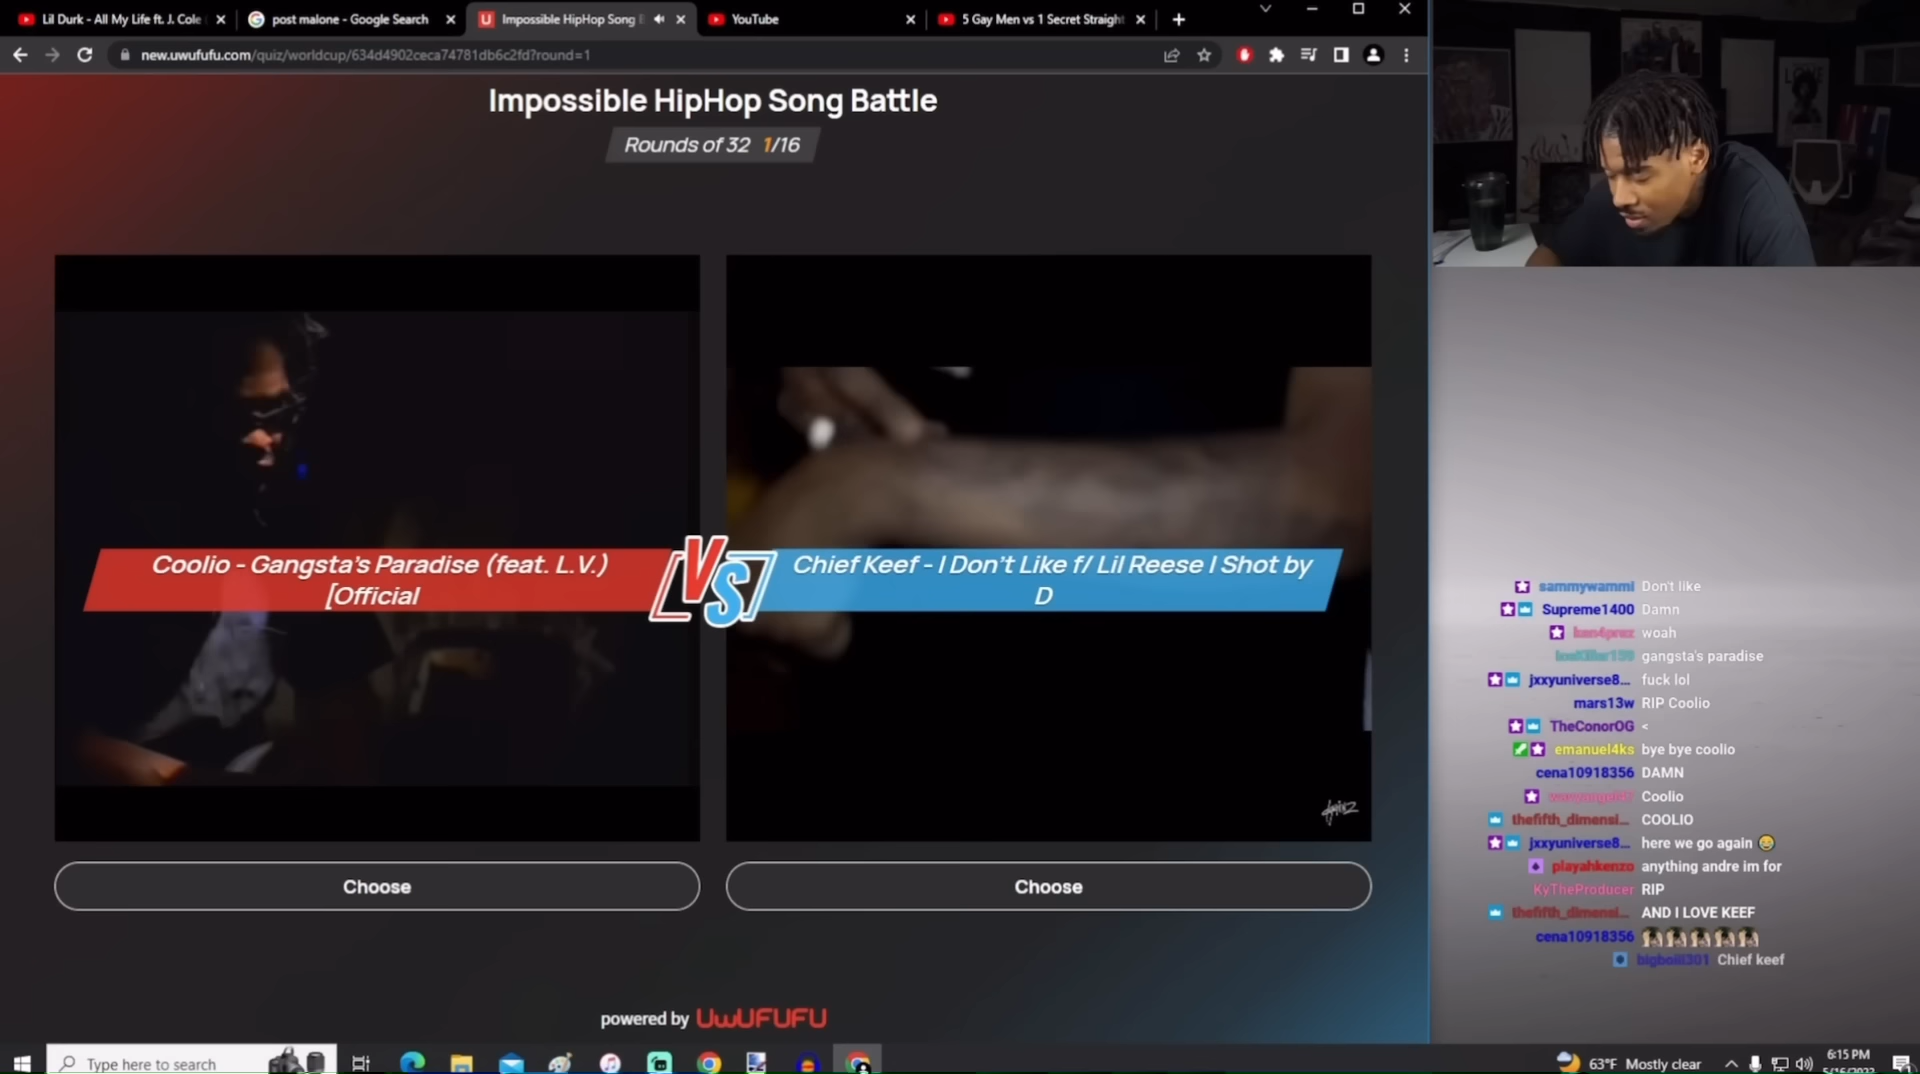 Lil Durk - All My Life ft. J. Cole
post malone - Google Search
Impossible HipHop Song
YouTube
5 Gay Men vs 1 Secret Straight
new.uwufufu.com/quiz/worldcup/634d4902ceca74781db6c2fd?round=1
Impossible HipHop Song Battle
Rounds of 32 1/16
Coolio - Gangsta's Paradise (feat. L.V.)
[Official
VS
Chief Keef - I Don't Like f/ Lil Reese I Shot by
D
Choose
Choose
powered by UwUFUFU
sammywammi Don't like
Supreme1400 Damn
woah
gangsta's paradise
jxxyuniverse8... fuck lol
mars13w RIP Coolio
TheConorOG <
emanuel4ks bye bye coolio
cena10918356 DAMN
Coolio
thefifth_dimensi... COOLIO
jxxyuniverse8... here we go again
playahkenzo anything andre im for
KyTheProducer RIP
thefifth_dimensi... AND I LOVE KEEF
cena10918356
bigboiii301 Chief keef
Type here to search
63°F Mostly clear
6:15 PM
LOVE